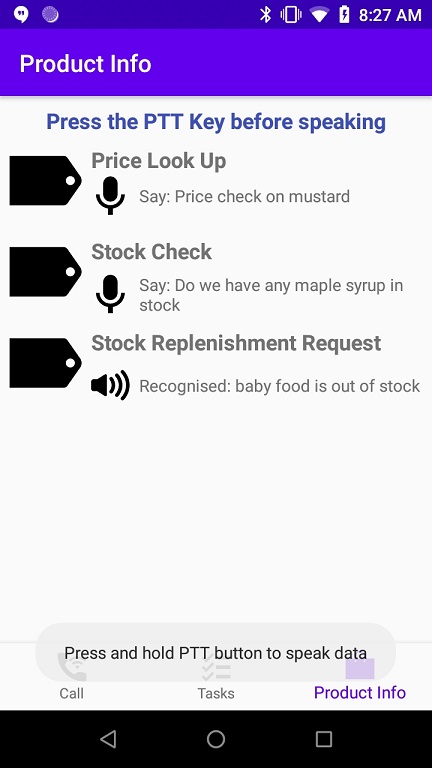 8:27 AM
Product Info
Press the PTT Key before speaking
Price Look Up
Say: Price check on mustard
Stock Check
Say: Do we have any maple syrup in
stock
Stock Replenishment Request
Recognised: baby food is out of stock
Press and hold PTT button to speak data
Call
Tasks
Product Info